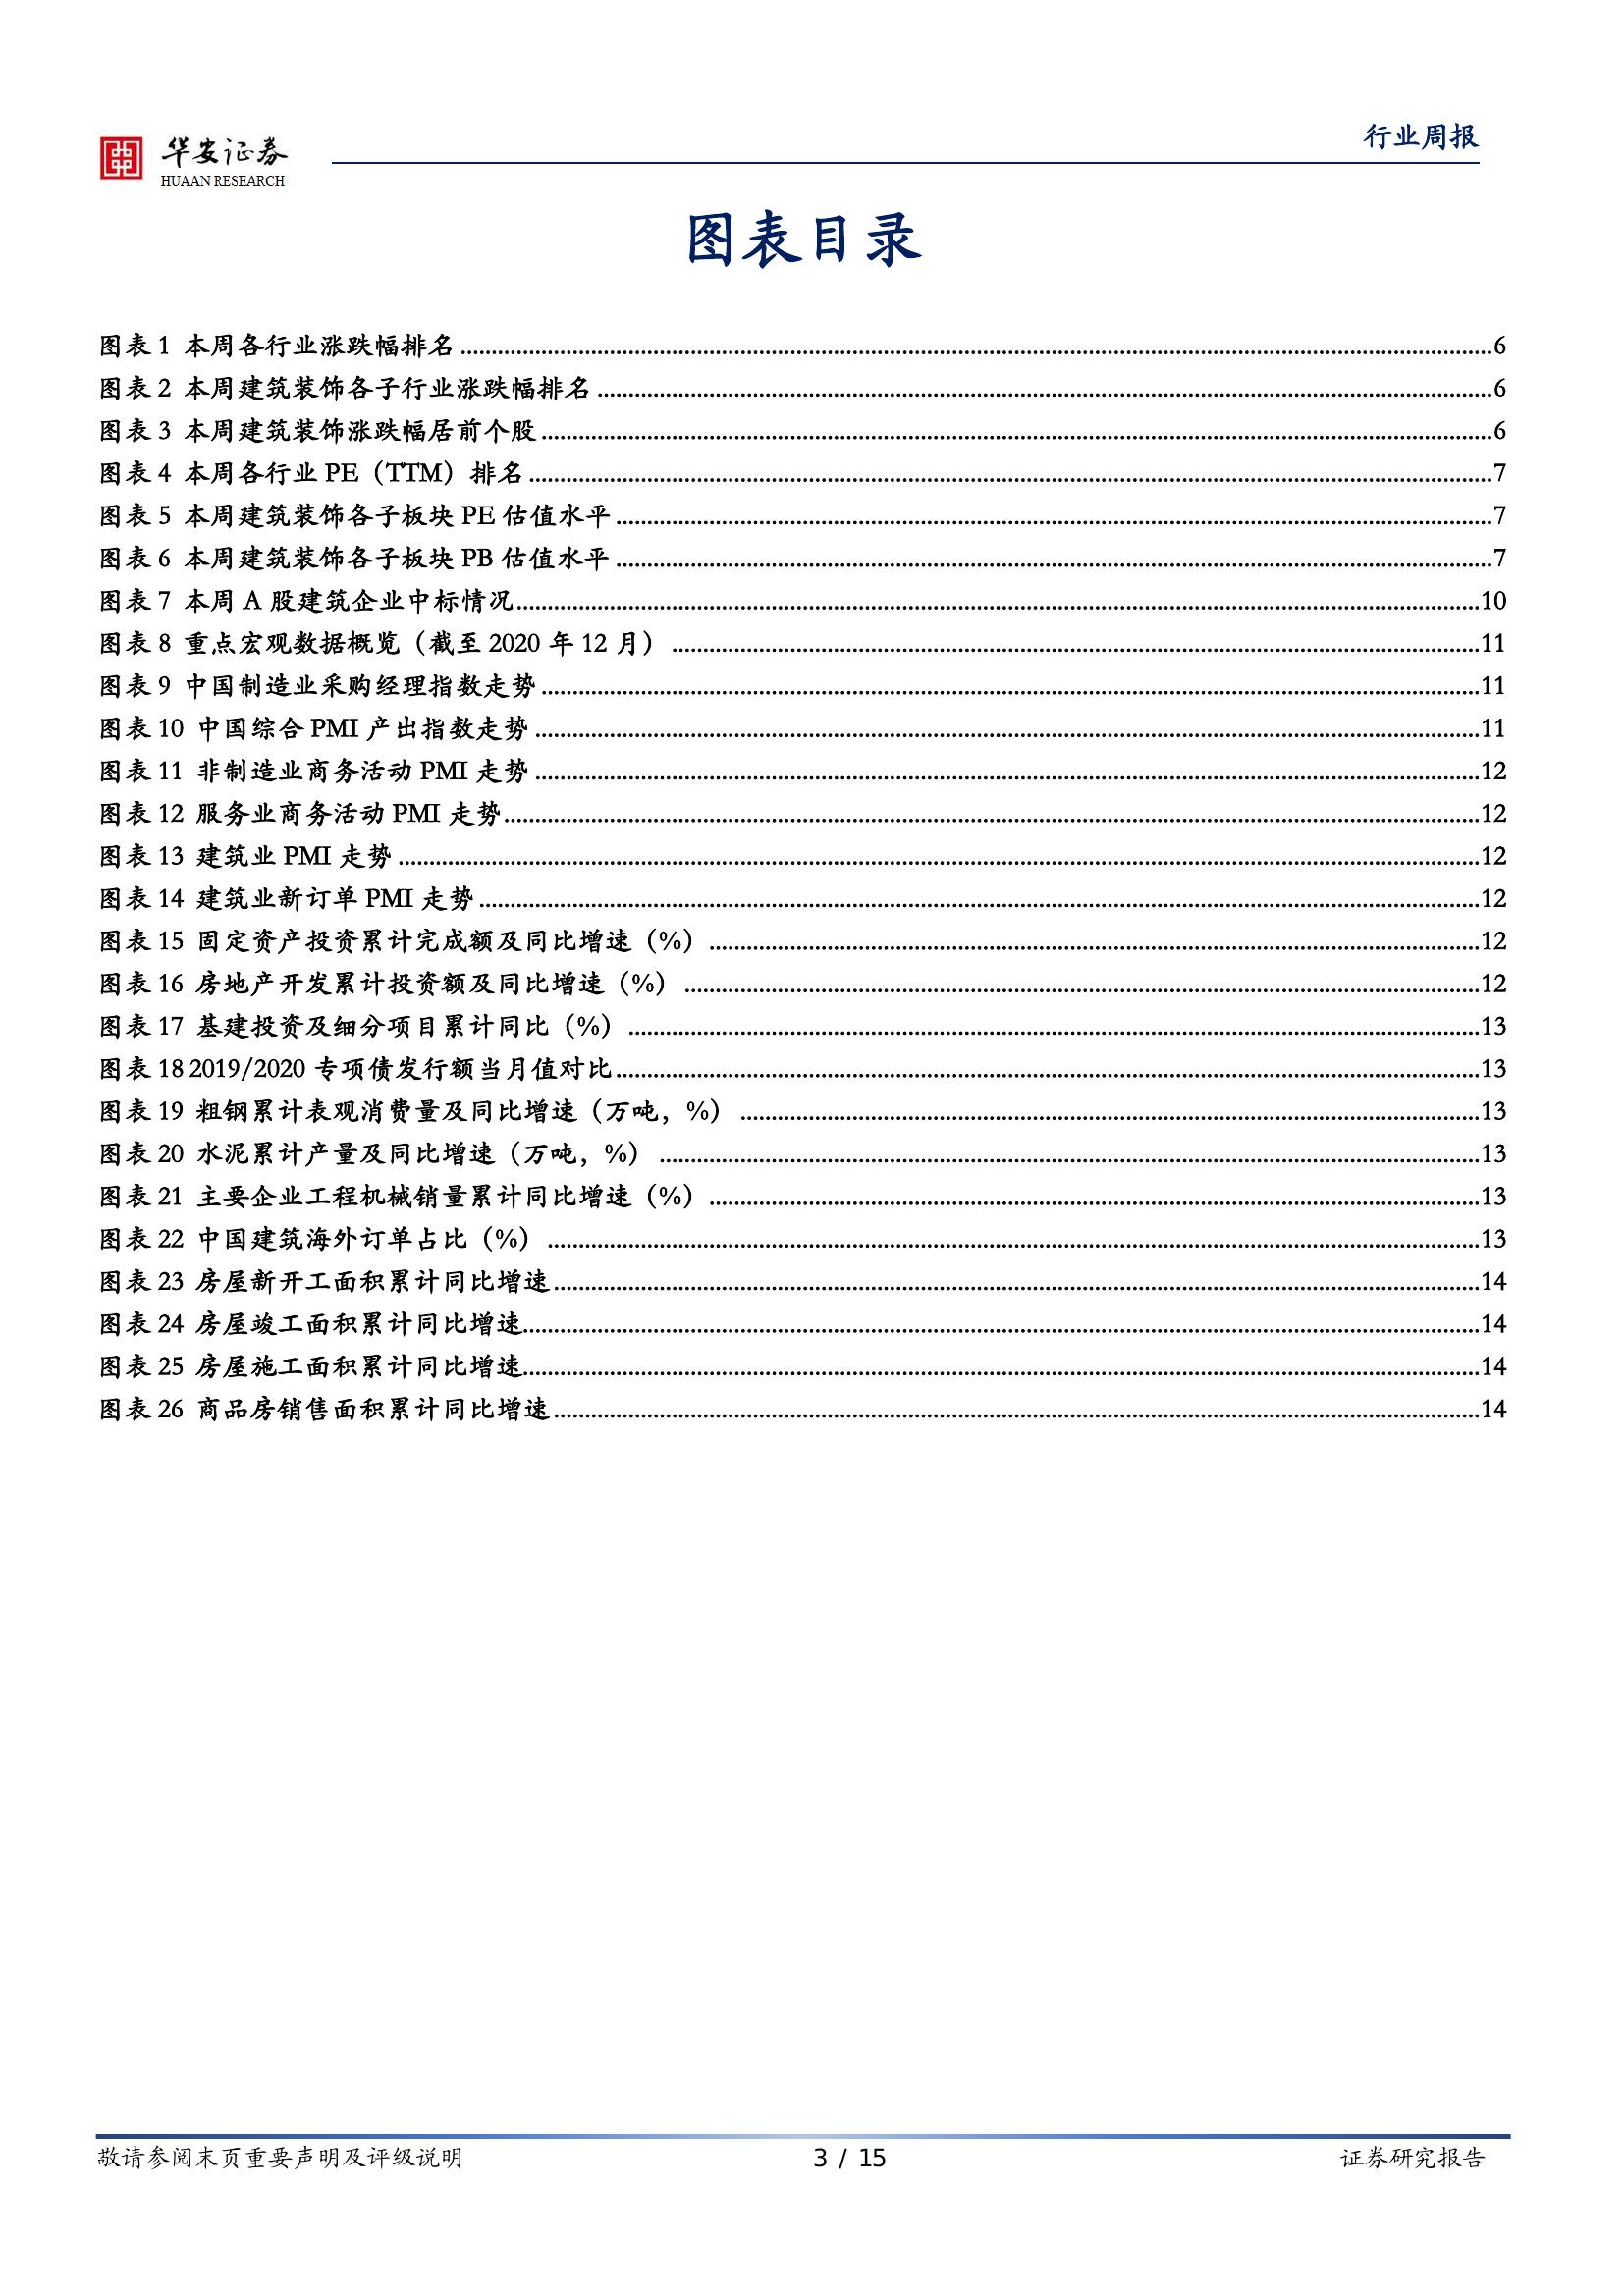 华安证券
HUAAN RESEARCH
行业周报
图表目录
图表 1 本周各行业涨跌幅排名 6
图表 2 本周建筑装饰各子行业涨跌幅排名 6
图表 3 本周建筑装饰涨跌幅居前个股 6
图表 4 本周各行业 PE（TTM）排名 7
图表 5 本周建筑装饰各子板块 PE 估值水平 7
图表 6 本周建筑装饰各子板块 PB 估值水平 7
图表 7 本周 A 股建筑企业中标情况 10
图表 8 重点宏观数据概览（截至 2020 年 12 月） 11
图表 9 中国制造业采购经理指数走势 11
图表 10 中国综合 PMI 产出指数走势 11
图表 11 非制造业商务活动 PMI 走势 12
图表 12 服务业商务活动 PMI 走势 12
图表 13 建筑业 PMI 走势 12
图表 14 建筑业新订单 PMI 走势 12
图表 15 固定资产投资累计完成额及同比增速（%） 12
图表 16 房地产开发累计投资额及同比增速（%） 12
图表 17 基建投资及细分项目累计同比（%） 13
图表 18 2019/2020 专项债发行额当月值对比 13
图表 19 粗钢累计表观消费量及同比增速（万吨，%） 13
图表 20 水泥累计产量及同比增速（万吨，%） 13
图表 21 主要企业工程机械销量累计同比增速（%） 13
图表 22 中国建筑海外订单占比（%） 13
图表 23 房屋新开工面积累计同比增速 14
图表 24 房屋竣工面积累计同比增速 14
图表 25 房屋施工面积累计同比增速 14
图表 26 商品房销售面积累计同比增速 14
敬请参阅末页重要声明及评级说明
3 / 15
证券研究报告